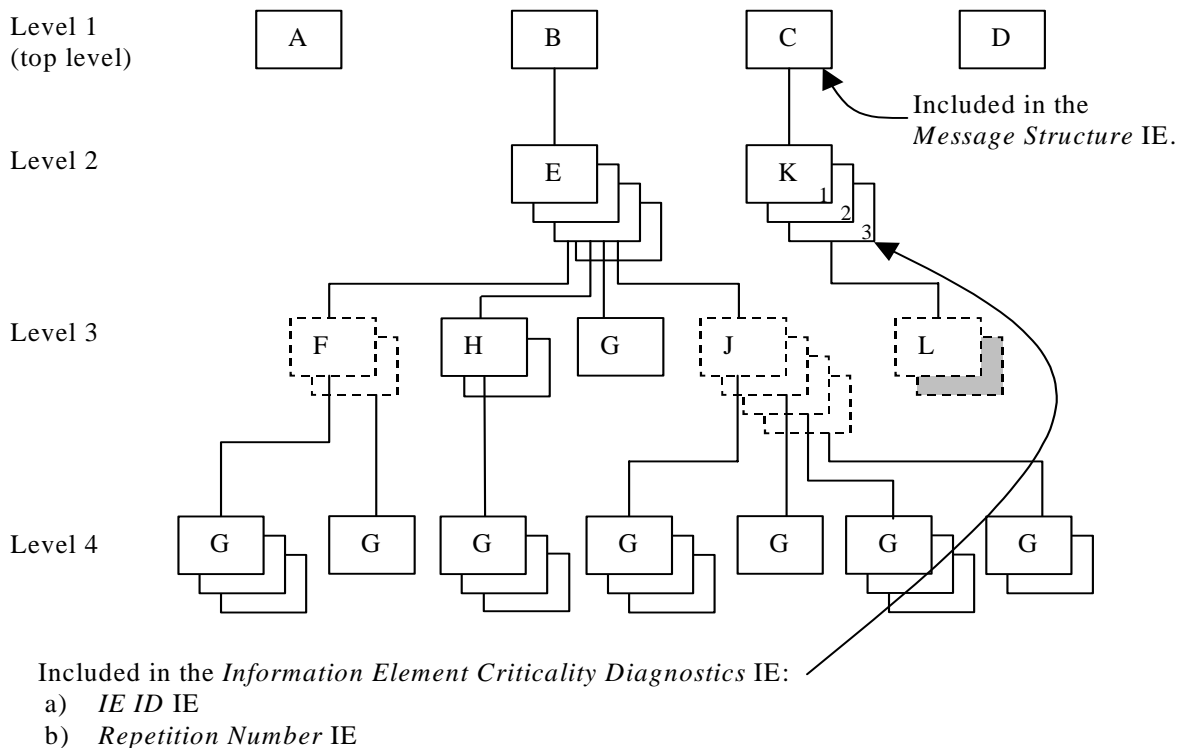 Level 1
(top level)
A
B
C
D
Included in the
Message Structure IE.
Level 2
E
K
1
2
3
Level 3
F
H
G
J
L
Level 4
G
G
G
G
G
G
G
Included in the Information Element Criticality Diagnostics IE:
a) IE ID IE
b) Repetition Number IE